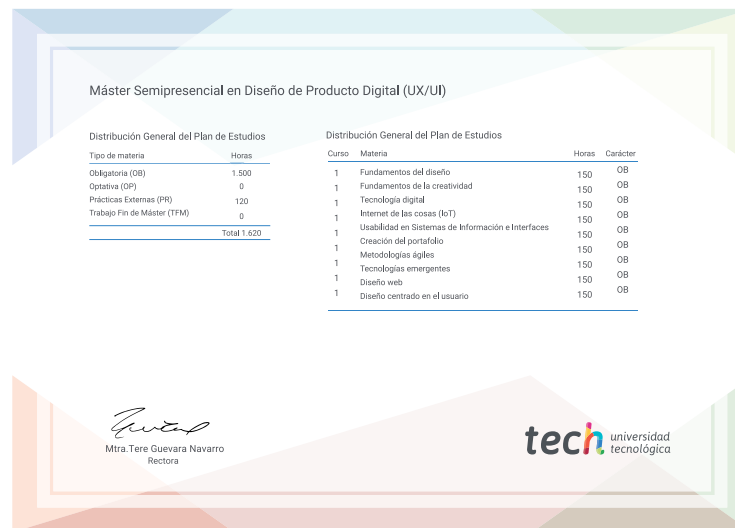 Máster Semipresencial en Diseño de Producto Digital (UX/UI)
Distribución General del Plan de Estudios
Tipo de materia Horas
Obligatoria (OB) 1.500
Optativa (OP) 0
Prácticas Externas (PR) 120
Trabajo Fin de Máster (TFM) 0
Total 1.620
Distribución General del Plan de Estudios
Curso Materia Horas Carácter
1 Fundamentos del diseño 150 OB
1 Fundamentos de la creatividad 150 OB
1 Tecnología digital 150 OB
1 Internet de las cosas (IoT) 150 OB
1 Usabilidad en Sistemas de Información e Interfaces 150 OB
1 Creación del portafolio 150 OB
1 Metodologías ágiles 150 OB
1 Tecnologías emergentes 150 OB
1 Diseño web 150 OB
Diseño centrado en el usuario 150
Mtra.Tere Guevara Navarro
Rectora
tech universidad
tecnológica